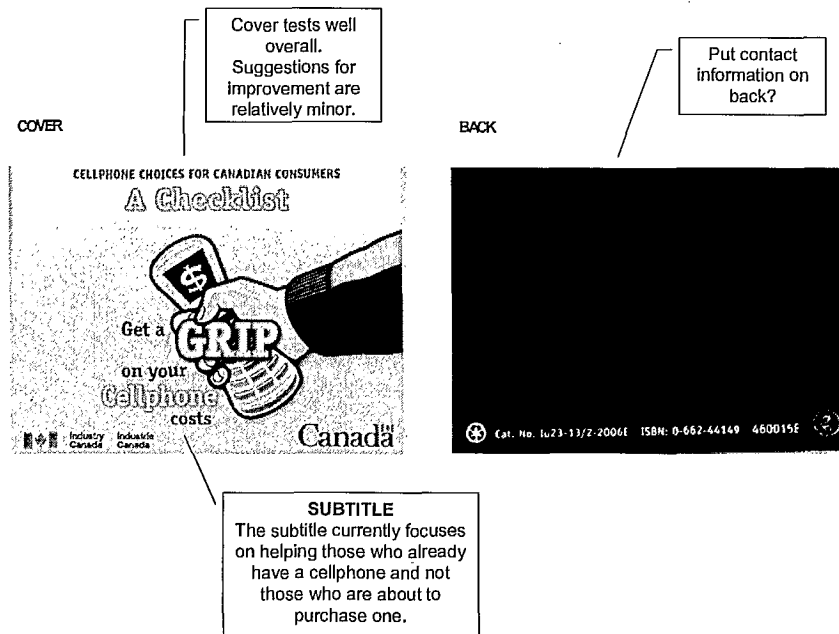 Cover tests well
overall.
Suggestions for
improvement are
relatively minor.
Put contact
information on
back?
COVER
BACK
CELLPHONE CHOICES FOR CANADIAN CONSUMERS
A Checklist
$
Get a
GRIP
on your
Cellphone
costs
Industry Canada
Industrie Canada
Canada
Cat. No. Iu23-13/2-2006E ISBN: 0-662-44149 460015E
SUBTITLE
The subtitle currently focuses
on helping those who already
have a cellphone and not
those who are about to
purchase one.